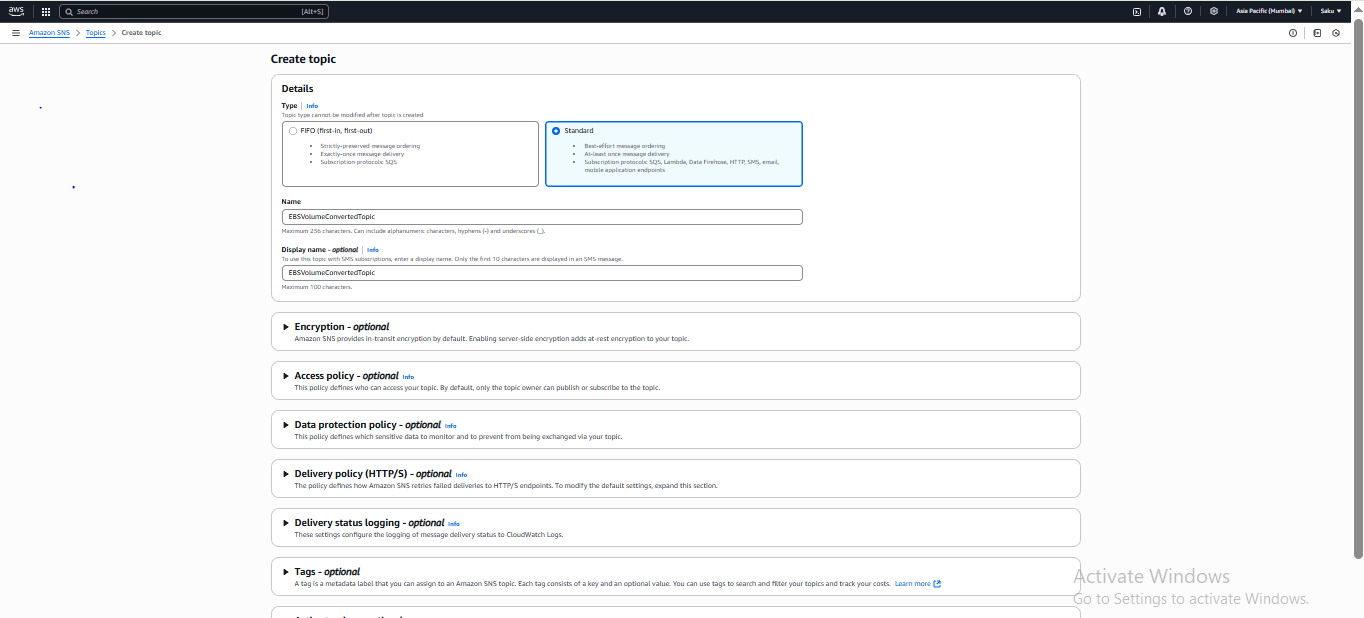 aws
Search [Alt+S]
Asia Pacific (Mumbai) ▼ Saku ▼
Amazon SNS > Topics > Create topic
Create topic
Details
Type | Info
Topic type cannot be modified after topic is created
FIFO (first-in, first-out)
• Strictly-preserved message ordering
• Exactly-once message delivery
• Subscription protocols: SQS
Standard
• Best-effort message ordering
• At-least once message delivery
• Subscription protocols: SQS, Lambda, Data Firehose, HTTP, SMS, email,
mobile application endpoints
Name
EBSVolumeConvertedTopic
Maximum 256 characters. Can include alphanumeric characters, hyphens (-) and underscores (_).
Display name - optional | Info
To use this topic with SMS subscriptions, enter a display name. Only the first 10 characters are displayed in an SMS message.
EBSVolumeConvertedTopic
Maximum 100 characters.
Encryption - optional
Amazon SNS provides in-transit encryption by default. Enabling server-side encryption adds at-rest encryption to your topic.
Access policy - optional Info
This policy defines who can access your topic. By default, only the topic owner can publish or subscribe to the topic.
Data protection policy - optional Info
This policy defines which sensitive data to monitor and to prevent from being exchanged via your topic.
Delivery policy (HTTP/S) - optional Info
The policy defines how Amazon SNS retries failed deliveries to HTTP/S endpoints. To modify the default settings, expand this section.
Delivery status logging - optional Info
These settings configure the logging of message delivery status to CloudWatch Logs.
Tags - optional
A tag is a metadata label that you can assign to an Amazon SNS topic. Each tag consists of a key and an optional value. You can use tags to search and filter your topics and track your costs. Learn more
Activate Windows
Go to Settings to activate Windows.